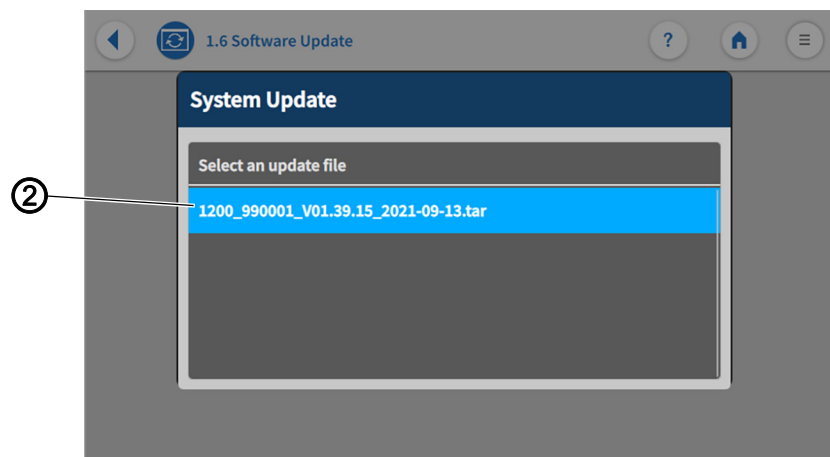 1.6 Software Update
?
System Update
Select an update file
②
1200_990001_V01.39.15_2021-09-13.tar